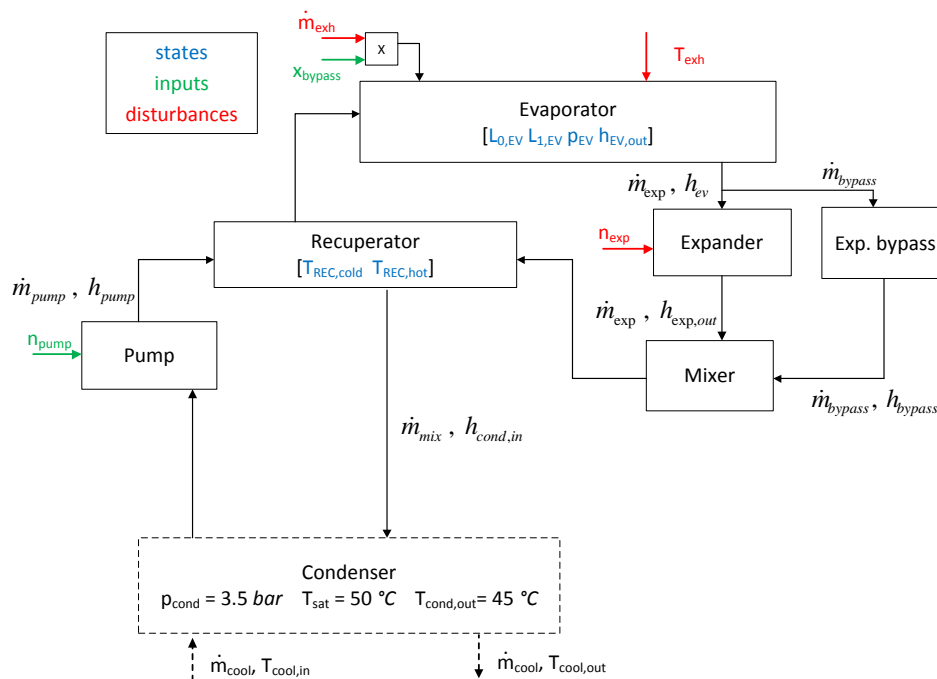 ṁexh
x
xbypass
Texh
states
inputs
disturbances
Evaporator
[L0,EV L1,EV pEV hEV,out]
ṁexp , hev
ṁbypass
nexp
Expander
Exp. bypass
Recuperator
[TREC,cold TREC,hot]
ṁpump , hpump
ṁexp , hexp,out
npump
Pump
Mixer
ṁbypass, hbypass
ṁmix , hcond,in
Condenser
pcond = 3.5 bar Tsat = 50 °C Tcond,out= 45 °C
ṁcool, Tcool,in
ṁcool, Tcool,out